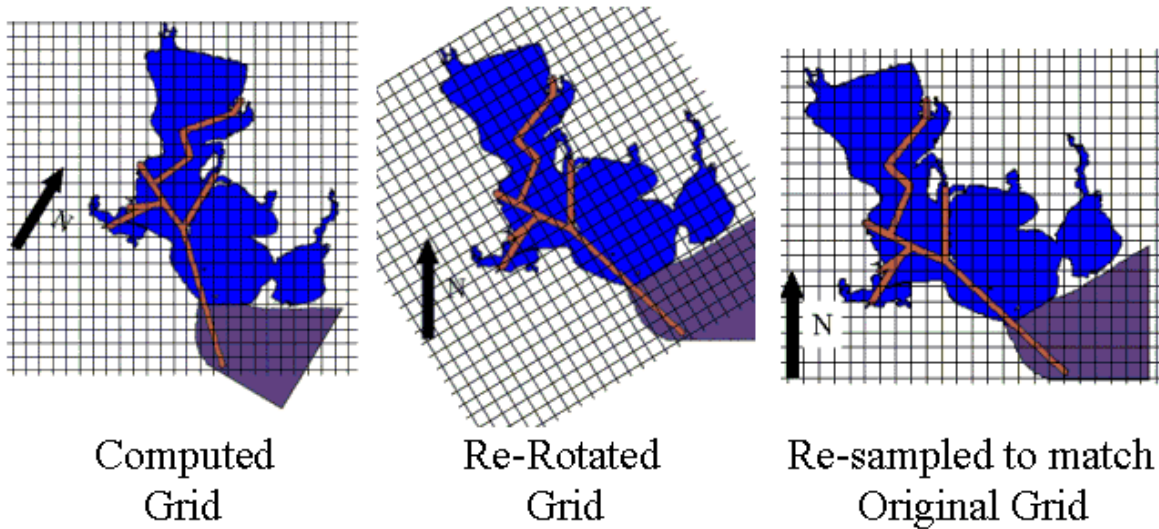 N
N
N
Computed
Grid
Re-Rotated
Grid
Re-sampled to match
Original Grid